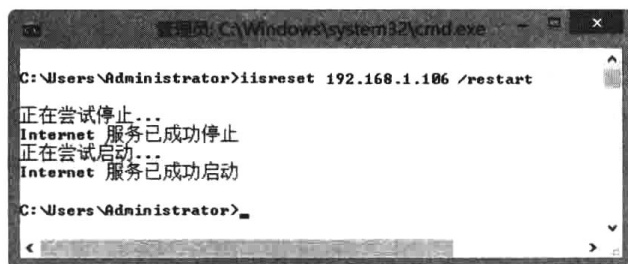 管理员: C:\Windows\system32\cmd.exe
C:\Users\Administrator>iisreset 192.168.1.106 /restart
正在尝试停止...
Internet 服务已成功停止
正在尝试启动...
Internet 服务已成功启动
C:\Users\Administrator>_